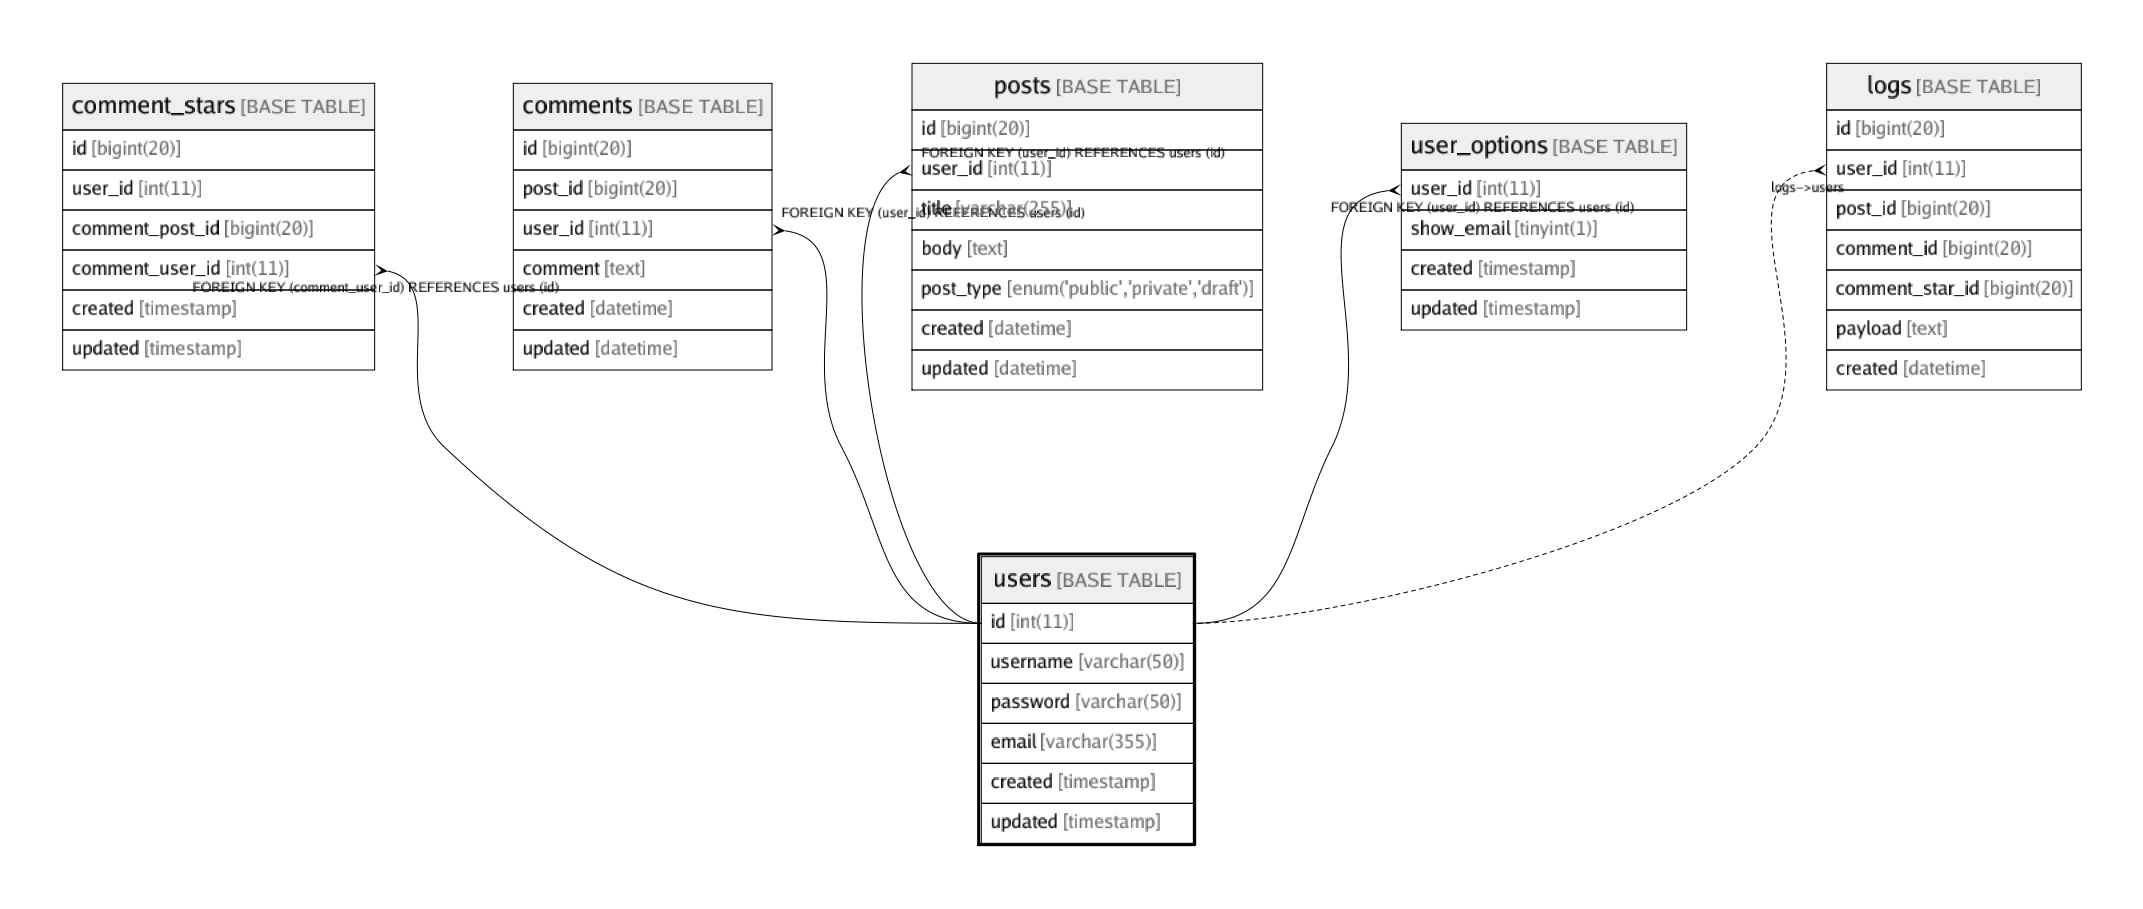 comment_stars [BASE TABLE]
id [bigint(20)]
user_id [int(11)]
comment_post_id [bigint(20)]
comment_user_id [int(11)]
FOREIGN KEY (comment_user_id) REFERENCES users (id)
created [timestamp]
updated [timestamp]
comments [BASE TABLE]
id [bigint(20)]
post_id [bigint(20)]
user_id [int(11)]
FOREIGN KEY (user_id) REFERENCES users (id)
comment [text]
created [datetime]
updated [datetime]
posts [BASE TABLE]
id [bigint(20)]
FOREIGN KEY (user_id) REFERENCES users (id)
user_id [int(11)]
title [varchar(255)]
body [text]
post_type [enum('public','private','draft')]
created [datetime]
updated [datetime]
user_options [BASE TABLE]
user_id [int(11)]
FOREIGN KEY (user_id) REFERENCES users (id)
show_email [tinyint(1)]
created [timestamp]
updated [timestamp]
logs [BASE TABLE]
id [bigint(20)]
user_id [int(11)]
logs->users
post_id [bigint(20)]
comment_id [bigint(20)]
comment_star_id [bigint(20)]
payload [text]
created [datetime]
users [BASE TABLE]
id [int(11)]
username [varchar(50)]
password [varchar(50)]
email [varchar(355)]
created [timestamp]
updated [timestamp]